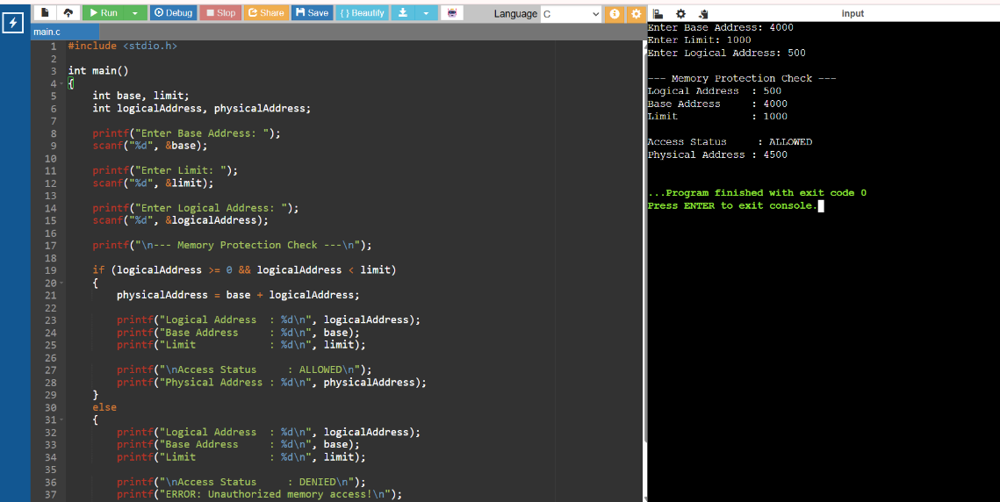 Run Debug Stop Share Save { } Beautify Language C
main.c
1 #include <stdio.h>
2
3 int main()
4 {
5     int base, limit;
6     int logicalAddress, physicalAddress;
7
8     printf("Enter Base Address: ");
9     scanf("%d", &base);
10
11     printf("Enter Limit: ");
12     scanf("%d", &limit);
13
14     printf("Enter Logical Address: ");
15     scanf("%d", &logicalAddress);
16
17     printf("\n--- Memory Protection Check ---\n");
18
19     if (logicalAddress >= 0 && logicalAddress < limit)
20     {
21         physicalAddress = base + logicalAddress;
22
23         printf("Logical Address  : %d\n", logicalAddress);
24         printf("Base Address     : %d\n", base);
25         printf("Limit            : %d\n", limit);
26
27         printf("\nAccess Status     : ALLOWED\n");
28         printf("Physical Address : %d\n", physicalAddress);
29     }
30     else
31     {
32         printf("Logical Address  : %d\n", logicalAddress);
33         printf("Base Address     : %d\n", base);
34         printf("Limit            : %d\n", limit);
35
36         printf("\nAccess Status     : DENIED\n");
37         printf("ERROR: Unauthorized memory access!\n");
input
Enter Base Address: 4000
Enter Limit: 1000
Enter Logical Address: 500
--- Memory Protection Check ---
Logical Address  : 500
Base Address     : 4000
Limit            : 1000
Access Status     : ALLOWED
Physical Address : 4500
...Program finished with exit code 0
Press ENTER to exit console.